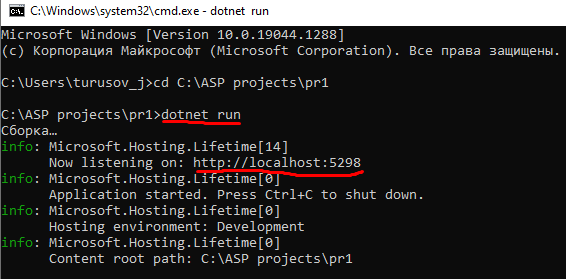 C:\Windows\system32\cmd.exe - dotnet run
Microsoft Windows [Version 10.0.19044.1288]
(c) Корпорация Майкрософт (Microsoft Corporation). Все права защищены.
C:\Users\turusov_j>cd C:\ASP projects\pr1
C:\ASP projects\pr1>dotnet run
Сборка…
info: Microsoft.Hosting.Lifetime[14]
Now listening on: http://localhost:5298
info: Microsoft.Hosting.Lifetime[0]
Application started. Press Ctrl+C to shut down.
info: Microsoft.Hosting.Lifetime[0]
Hosting environment: Development
info: Microsoft.Hosting.Lifetime[0]
Content root path: C:\ASP projects\pr1